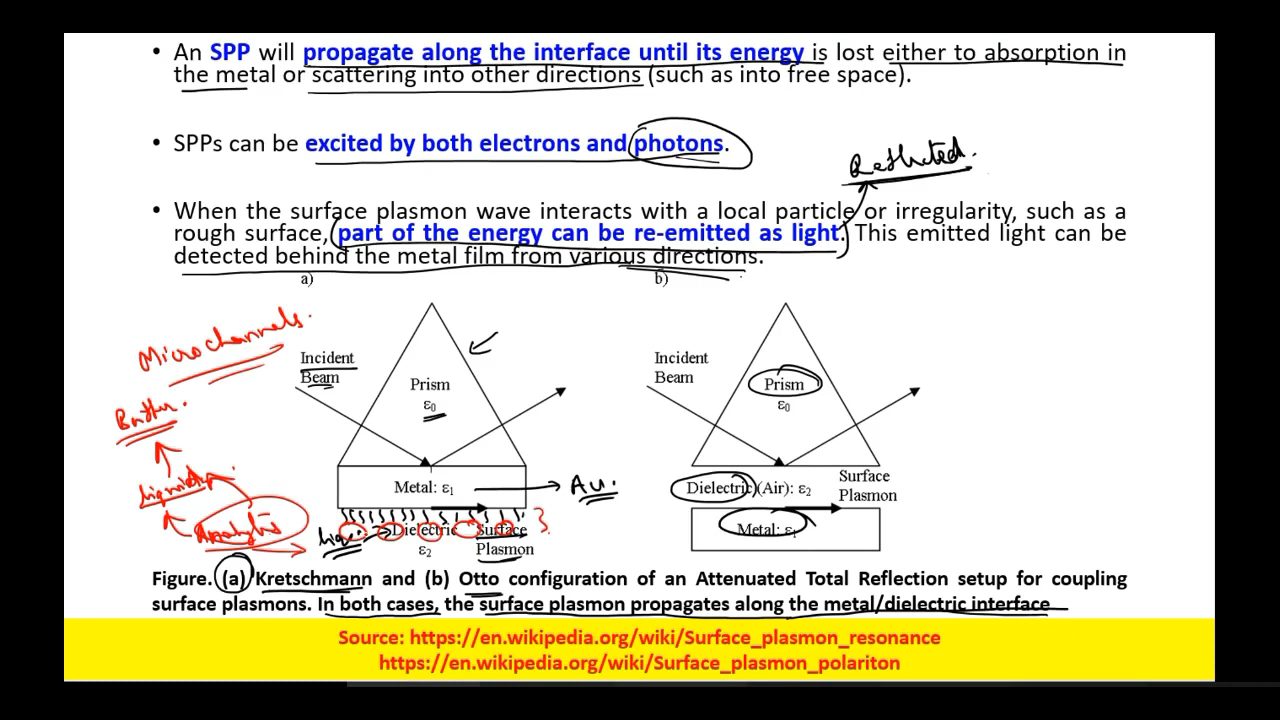 • An SPP will propagate along the interface until its energy is lost either to absorption in
the metal or scattering into other directions (such as into free space).
• SPPs can be excited by both electrons and photons.
Reflected.
• When the surface plasmon wave interacts with a local particle or irregularity, such as a
rough surface, part of the energy can be re-emitted as light. This emitted light can be
detected behind the metal film from various directions.
a)
b)
Microchannels.
Incident
Beam
Prism
ε0
Incident
Beam
Prism
ε0
Buffer.
Analyte
Metal: ε1
Au.
Dielectric
ε2
Surface
Plasmon
Dielectric (Air): ε2
Surface
Plasmon
Metal: ε1
Figure. (a) Kretschmann and (b) Otto configuration of an Attenuated Total Reflection setup for coupling
surface plasmons. In both cases, the surface plasmon propagates along the metal/dielectric interface
Source: https://en.wikipedia.org/wiki/Surface_plasmon_resonance
https://en.wikipedia.org/wiki/Surface_plasmon_polariton